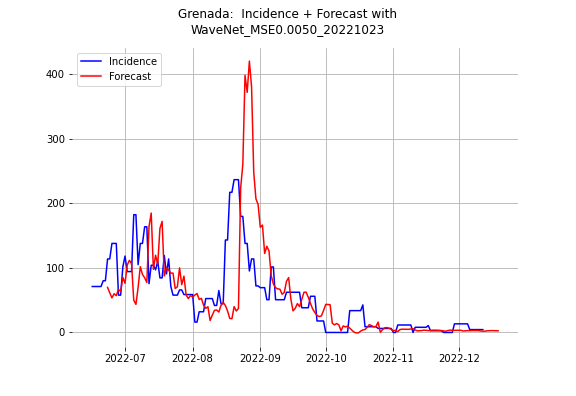 Grenada:  Incidence + Forecast with
WaveNet_MSE0.0050_20221023
Incidence
Forecast
400
300
200
100
0
2022-07 2022-08 2022-09 2022-10 2022-11 2022-12